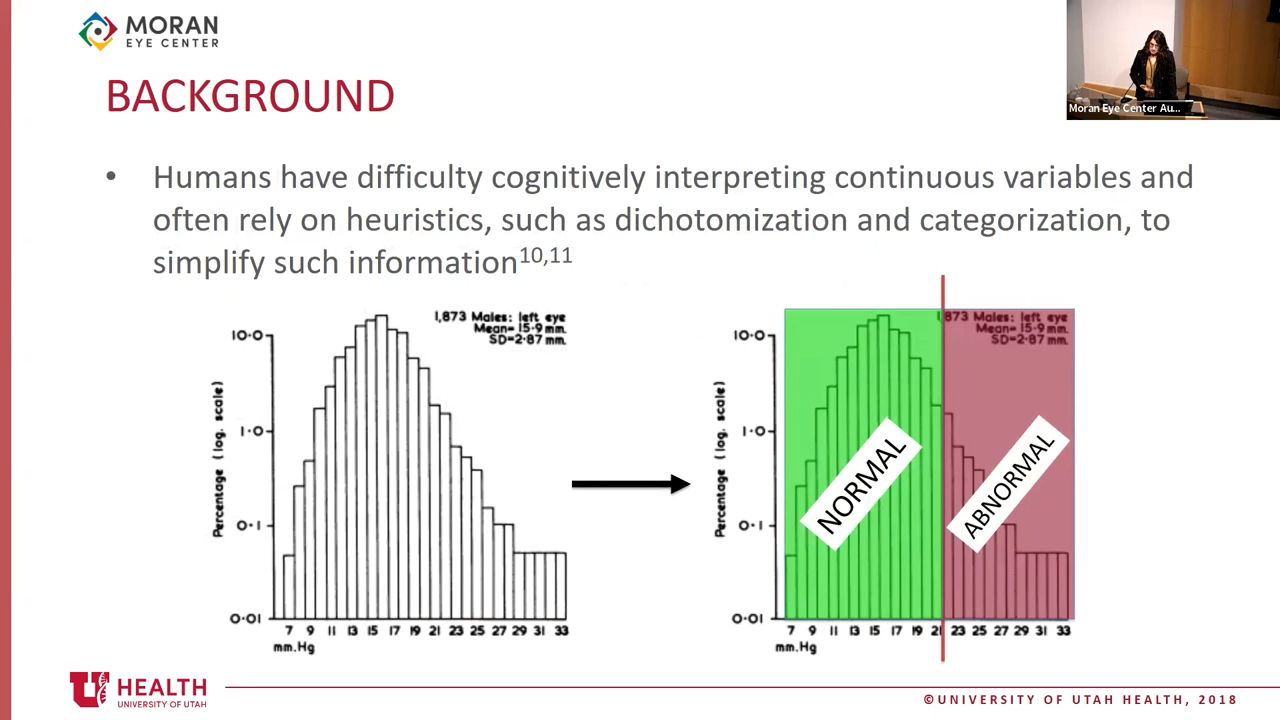 MORAN
EYE CENTER
Moran Eye Center Au...
BACKGROUND
• Humans have difficulty cognitively interpreting continuous variables and
often rely on heuristics, such as dichotomization and categorization, to
simplify such information10,11
1,873 Males: left eye
Mean= 15·9 mm.
SD=2·87 mm.
Percentage (log. scale)
10·0
1·0
0·1
0·01
7 9 11 13 15 17 19 21 23 25 27 29 31 33
mm.Hg
1,873 Males: left eye
Mean= 15·9 mm.
SD=2·87 mm.
Percentage (log. scale)
10·0
1·0
0·1
0·01
NORMAL
ABNORMAL
7 9 11 13 15 17 19 21 23 25 27 29 31 33
mm.Hg
U HEALTH
UNIVERSITY OF UTAH
©UNIVERSITY OF UTAH HEALTH, 2018